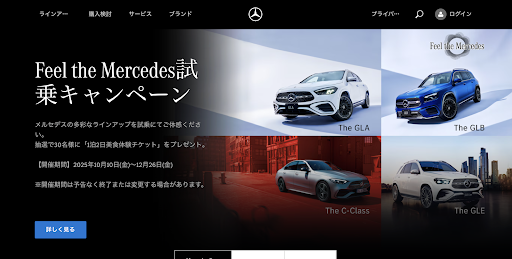 ラインアー…
購入検討
サービス
ブランド
プライバー…
ログイン
Feel the Mercedes試
乗キャンペーン
メルセデスの多彩なラインアップを試乗にてご体感くださ
い。
抽選で30名様に「1泊2日美食体験チケット」をプレゼント。
【開催期間】2025年10月10日(金)〜12月26日(金)
※開催期間は予告なく終了または変更する場合があります。
詳しく見る
Feel the Mercedes
The GLA
The GLB
The C-Class
The GLE